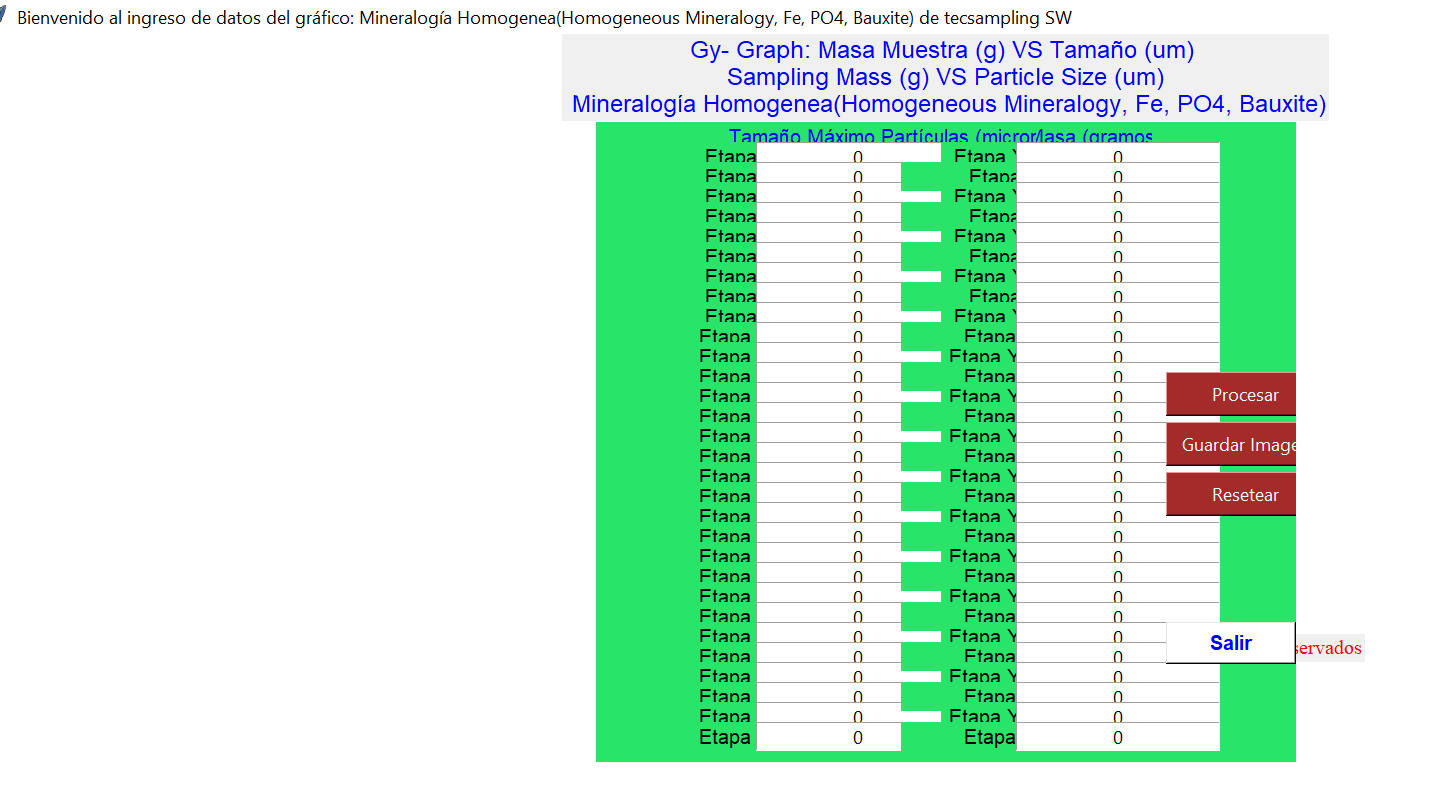 Bienvenido al ingreso de datos del gráfico: Mineralogía Homogenea(Homogeneous Mineralogy, Fe, PO4, Bauxite) de tecsampling SW
Gy- Graph: Masa Muestra (g) VS Tamaño (um)
Sampling Mass (g) VS Particle Size (um)
Mineralogía Homogenea(Homogeneous Mineralogy, Fe, PO4, Bauxite)
Tamaño Máximo Partículas (micror/lasa (gramos
Etapa 0 Etapa Y 0
Etapa 0 Etapa 0
Etapa 0 Etapa Y 0
Etapa 0 Etapa 0
Etapa 0 Etapa Y 0
Etapa 0 Etapa 0
Etapa 0 Etapa Y 0
Etapa 0 Etapa 0
Etapa 0 Etapa Y 0
Etapa 0 Etapa 0
Etapa 0 Etapa Y 0
Etapa 0 Etapa 0
Procesar
Etapa 0 Etapa Y 0
Etapa 0 Etapa 0
Etapa 0 Etapa Y 0
Guardar Image
Etapa 0 Etapa 0
Etapa 0 Etapa Y 0
Etapa 0 Etapa 0
Resetear
Etapa 0 Etapa Y 0
Etapa 0 Etapa 0
Etapa 0 Etapa Y 0
Etapa 0 Etapa 0
Etapa 0 Etapa Y 0
Etapa 0 Etapa 0
Etapa 0 Etapa Y 0
Salir
servados
Etapa 0 Etapa 0
Etapa 0 Etapa Y 0
Etapa 0 Etapa 0
Etapa 0 Etapa Y 0
Etapa 0 Etapa 0